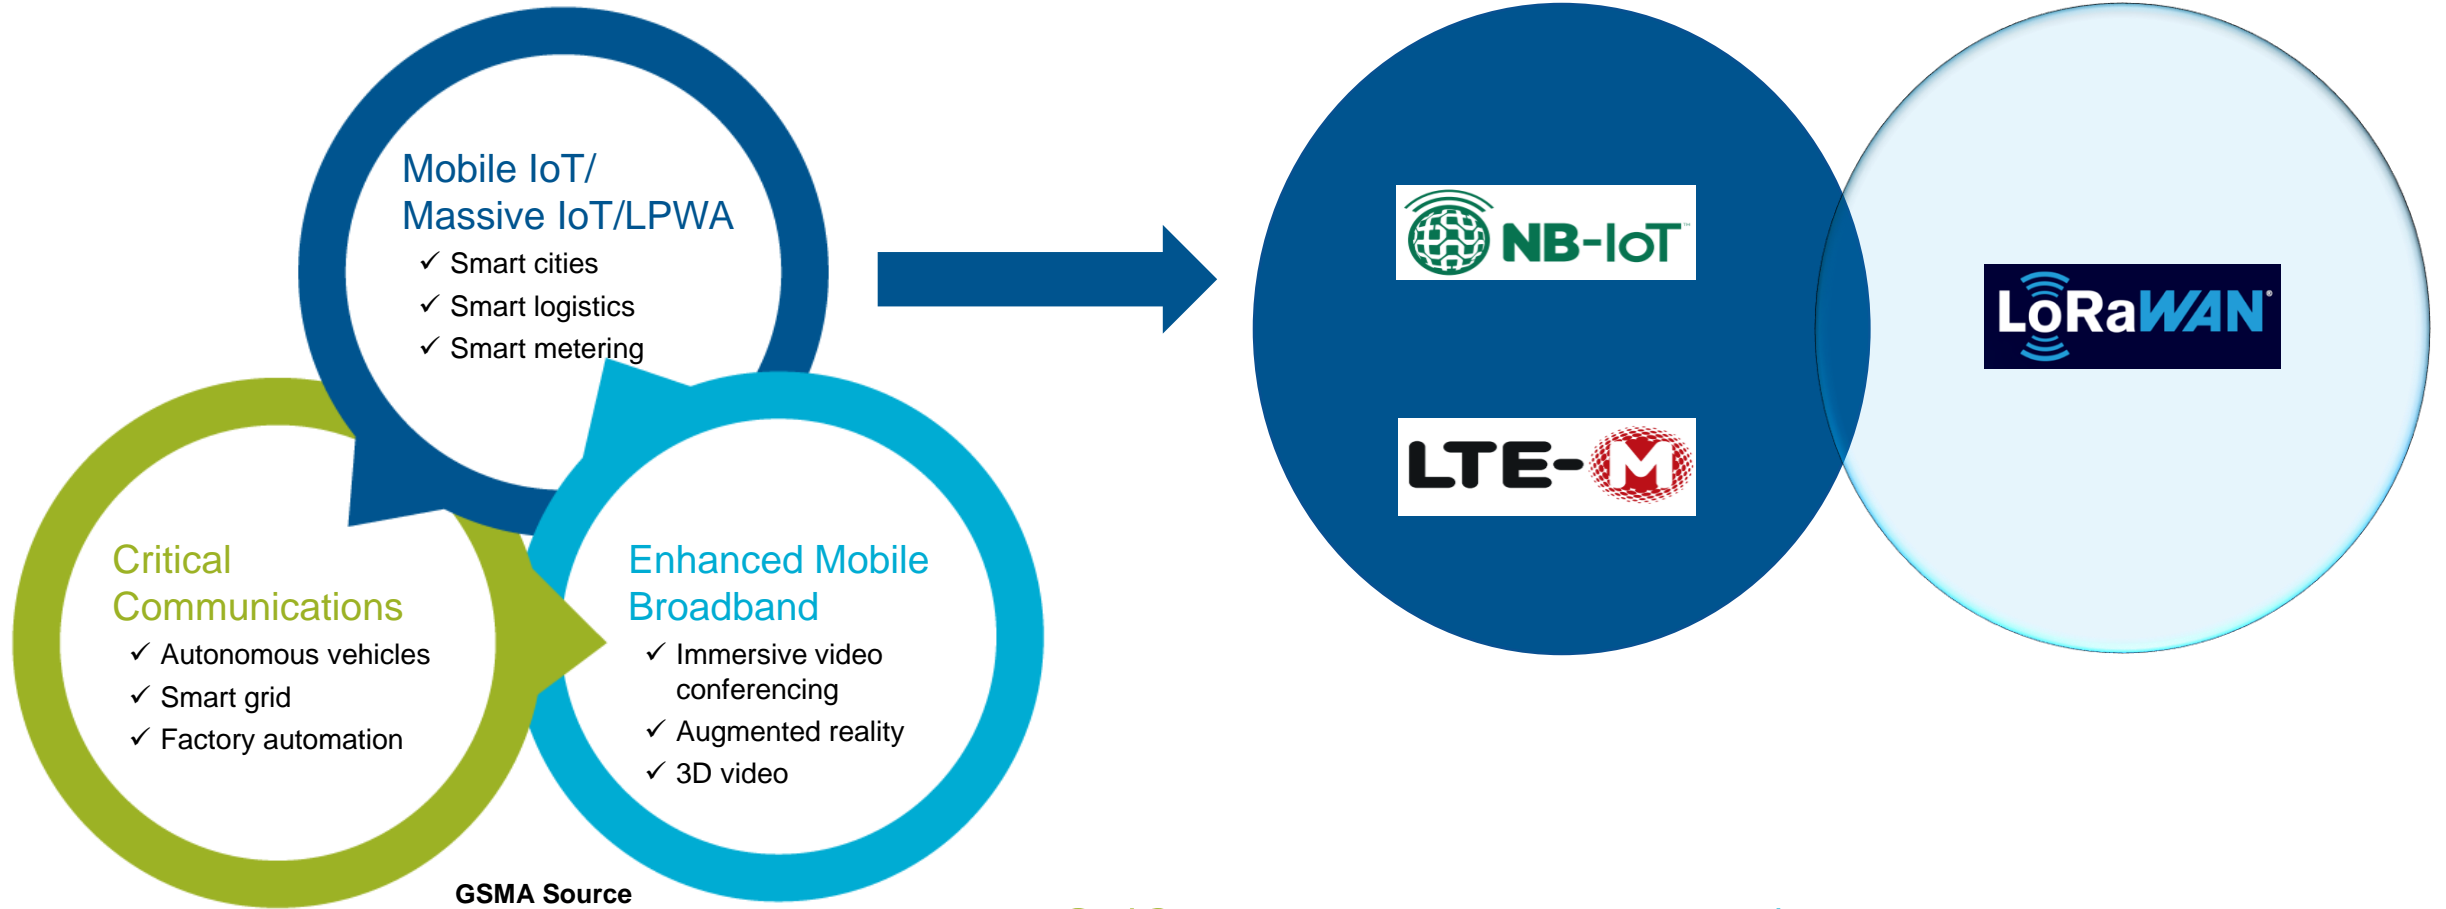 Mobile IoT/
Massive IoT/LPWA
✓ Smart cities
✓ Smart logistics
✓ Smart metering
Critical
Communications
✓ Autonomous vehicles
✓ Smart grid
✓ Factory automation
Enhanced Mobile
Broadband
✓ Immersive video
conferencing
✓ Augmented reality
✓ 3D video
GSMA Source
NB-IoT™
LTE-M
LoRaWAN®